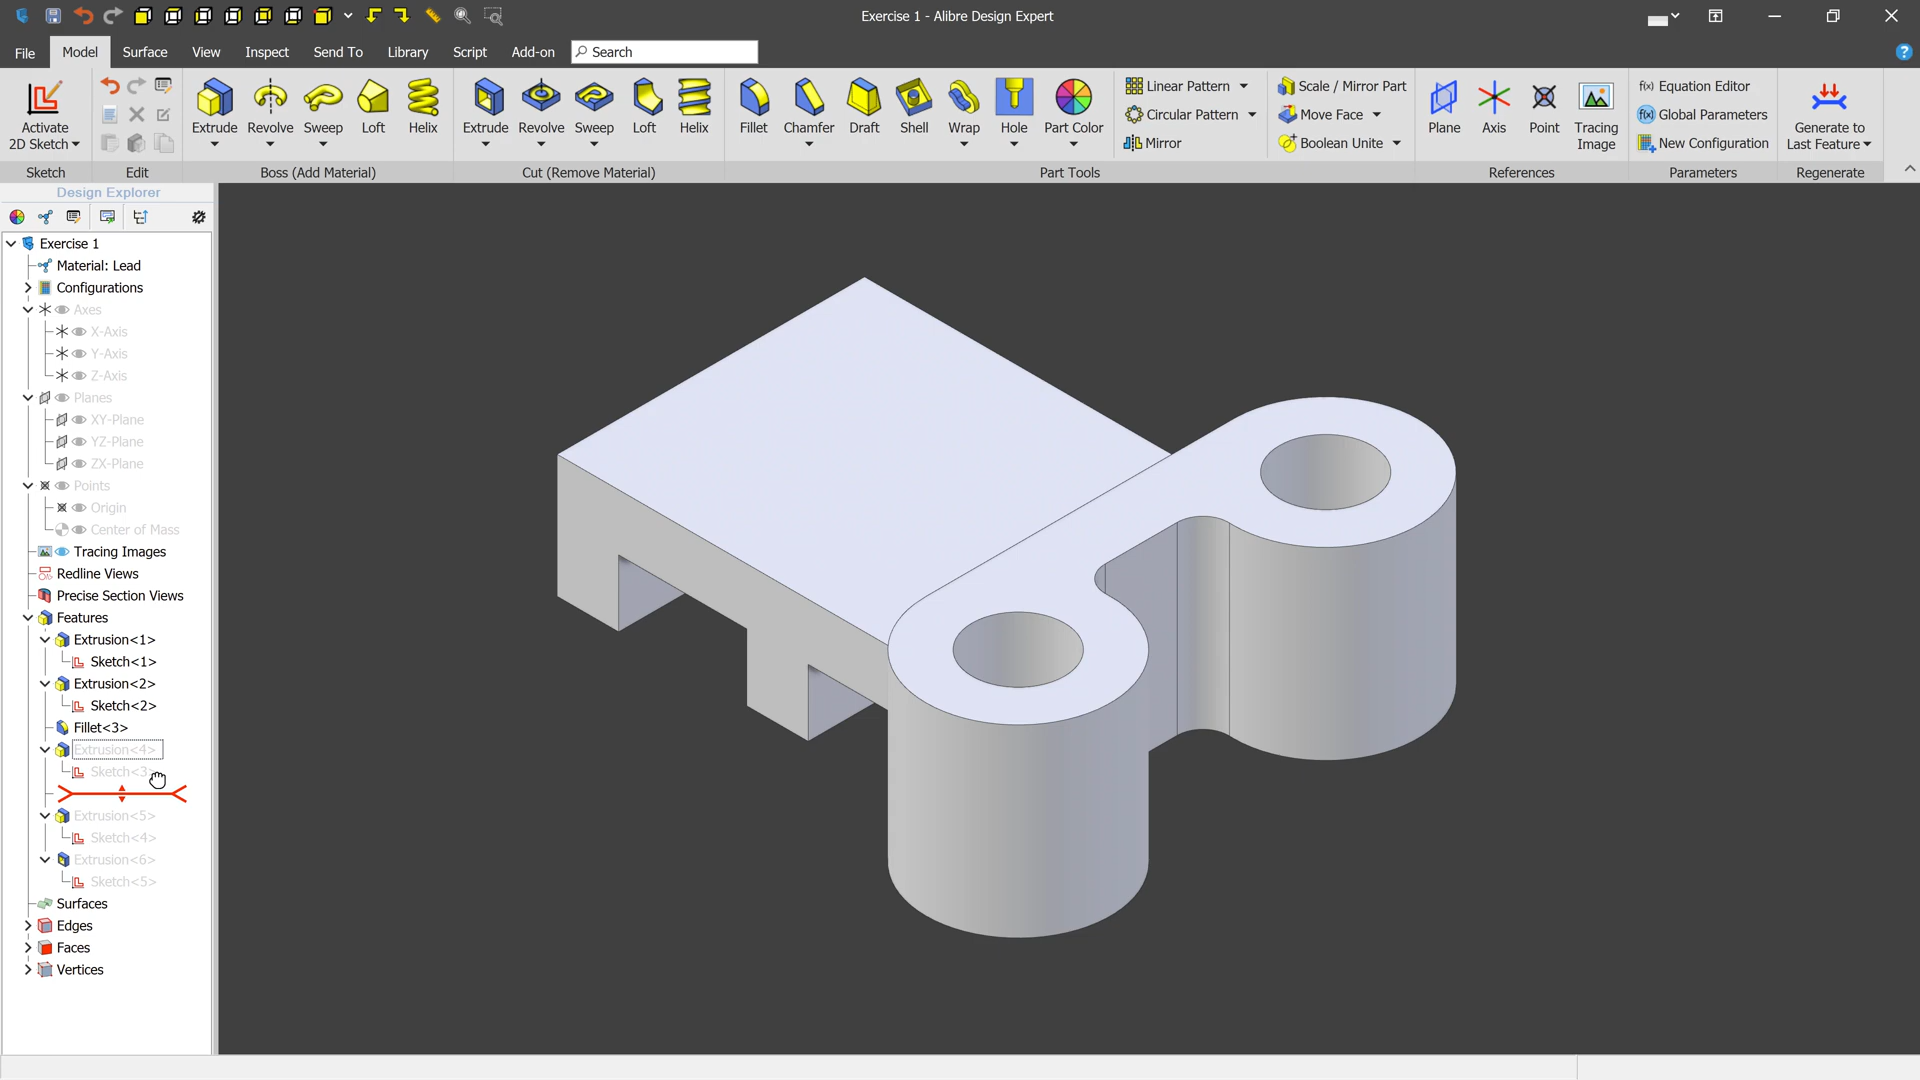 Exercise 1 - Alibre Design Expert
File Model Surface View Inspect Send To Library Script Add-on Search
Activate
2D Sketch
Extrude Revolve Sweep Loft Helix
Extrude Revolve Sweep Loft Helix
Fillet Chamfer Draft Shell Wrap Hole Part Color
Linear Pattern
Circular Pattern
Mirror
Scale / Mirror Part
Move Face
Boolean Unite
Plane Axis Point Tracing
Image
f(x) Equation Editor
f(x) Global Parameters
New Configuration
Generate to
Last Feature
Sketch Edit Boss (Add Material) Cut (Remove Material) Part Tools References Parameters Regenerate
Design Explorer
Exercise 1
Material: Lead
Configurations
Axes
X-Axis
Y-Axis
Z-Axis
Planes
XY-Plane
YZ-Plane
ZX-Plane
Points
Origin
Center of Mass
Tracing Images
Redline Views
Precise Section Views
Features
Extrusion<1>
Sketch<1>
Extrusion<2>
Sketch<2>
Fillet<3>
Extrusion<4>
Sketch<3>
Extrusion<5>
Sketch<4>
Extrusion<6>
Sketch<5>
Surfaces
Edges
Faces
Vertices